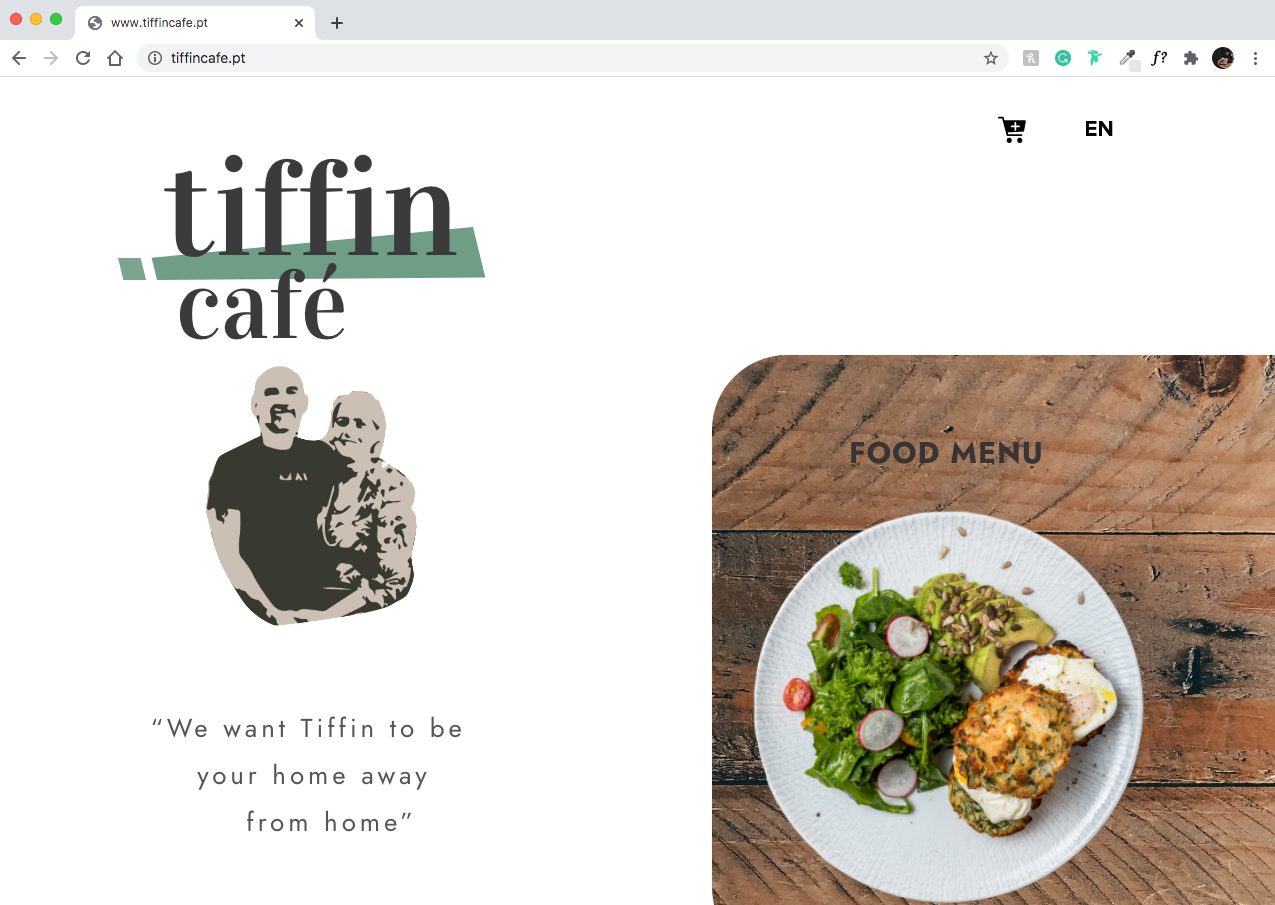 www.tiffincafe.pt
tiffincafe.pt
f?
EN
tiffin
café
FOOD MENU
“We want Tiffin to be
your home away
from home”